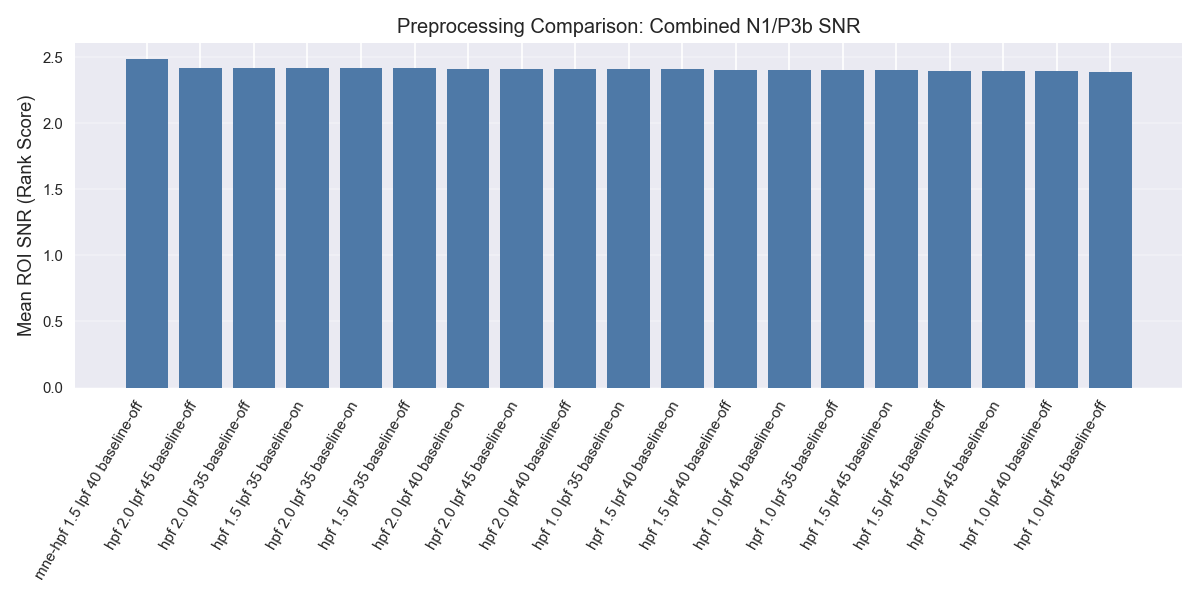 Preprocessing Comparison: Combined N1/P3b SNR
Mean ROI SNR (Rank Score)
2.5
2.0
1.5
1.0
0.5
0.0
mne-hpf 1.5 lpf 40 baseline-off
hpf 2.0 lpf 45 baseline-off
hpf 2.0 lpf 35 baseline-off
hpf 1.5 lpf 35 baseline-on
hpf 2.0 lpf 35 baseline-on
hpf 1.5 lpf 35 baseline-off
hpf 2.0 lpf 40 baseline-on
hpf 2.0 lpf 45 baseline-on
hpf 2.0 lpf 40 baseline-off
hpf 1.0 lpf 35 baseline-on
hpf 1.5 lpf 40 baseline-on
hpf 1.5 lpf 40 baseline-off
hpf 1.0 lpf 40 baseline-on
hpf 1.0 lpf 35 baseline-off
hpf 1.5 lpf 45 baseline-on
hpf 1.5 lpf 45 baseline-off
hpf 1.0 lpf 45 baseline-on
hpf 1.0 lpf 40 baseline-off
hpf 1.0 lpf 45 baseline-off